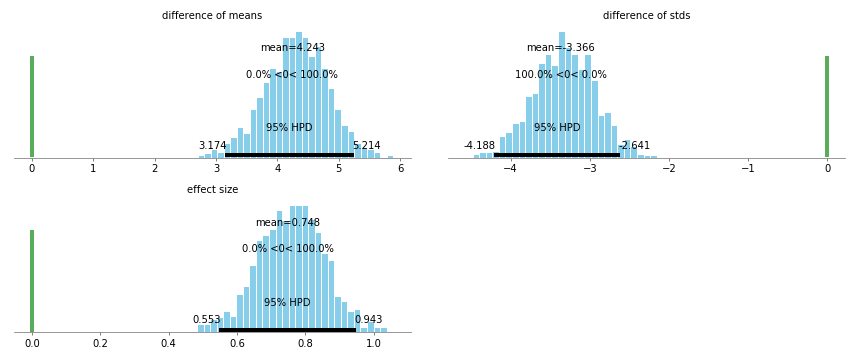 difference of means
mean=4.243
0.0% <0< 100.0%
95% HPD
3.174 5.214
0 1 2 3 4 5 6
difference of stds
mean=-3.366
100.0% <0< 0.0%
95% HPD
-4.188 -2.641
−4 −3 −2 −1 0
effect size
mean=0.748
0.0% <0< 100.0%
95% HPD
0.553 0.943
0.0 0.2 0.4 0.6 0.8 1.0